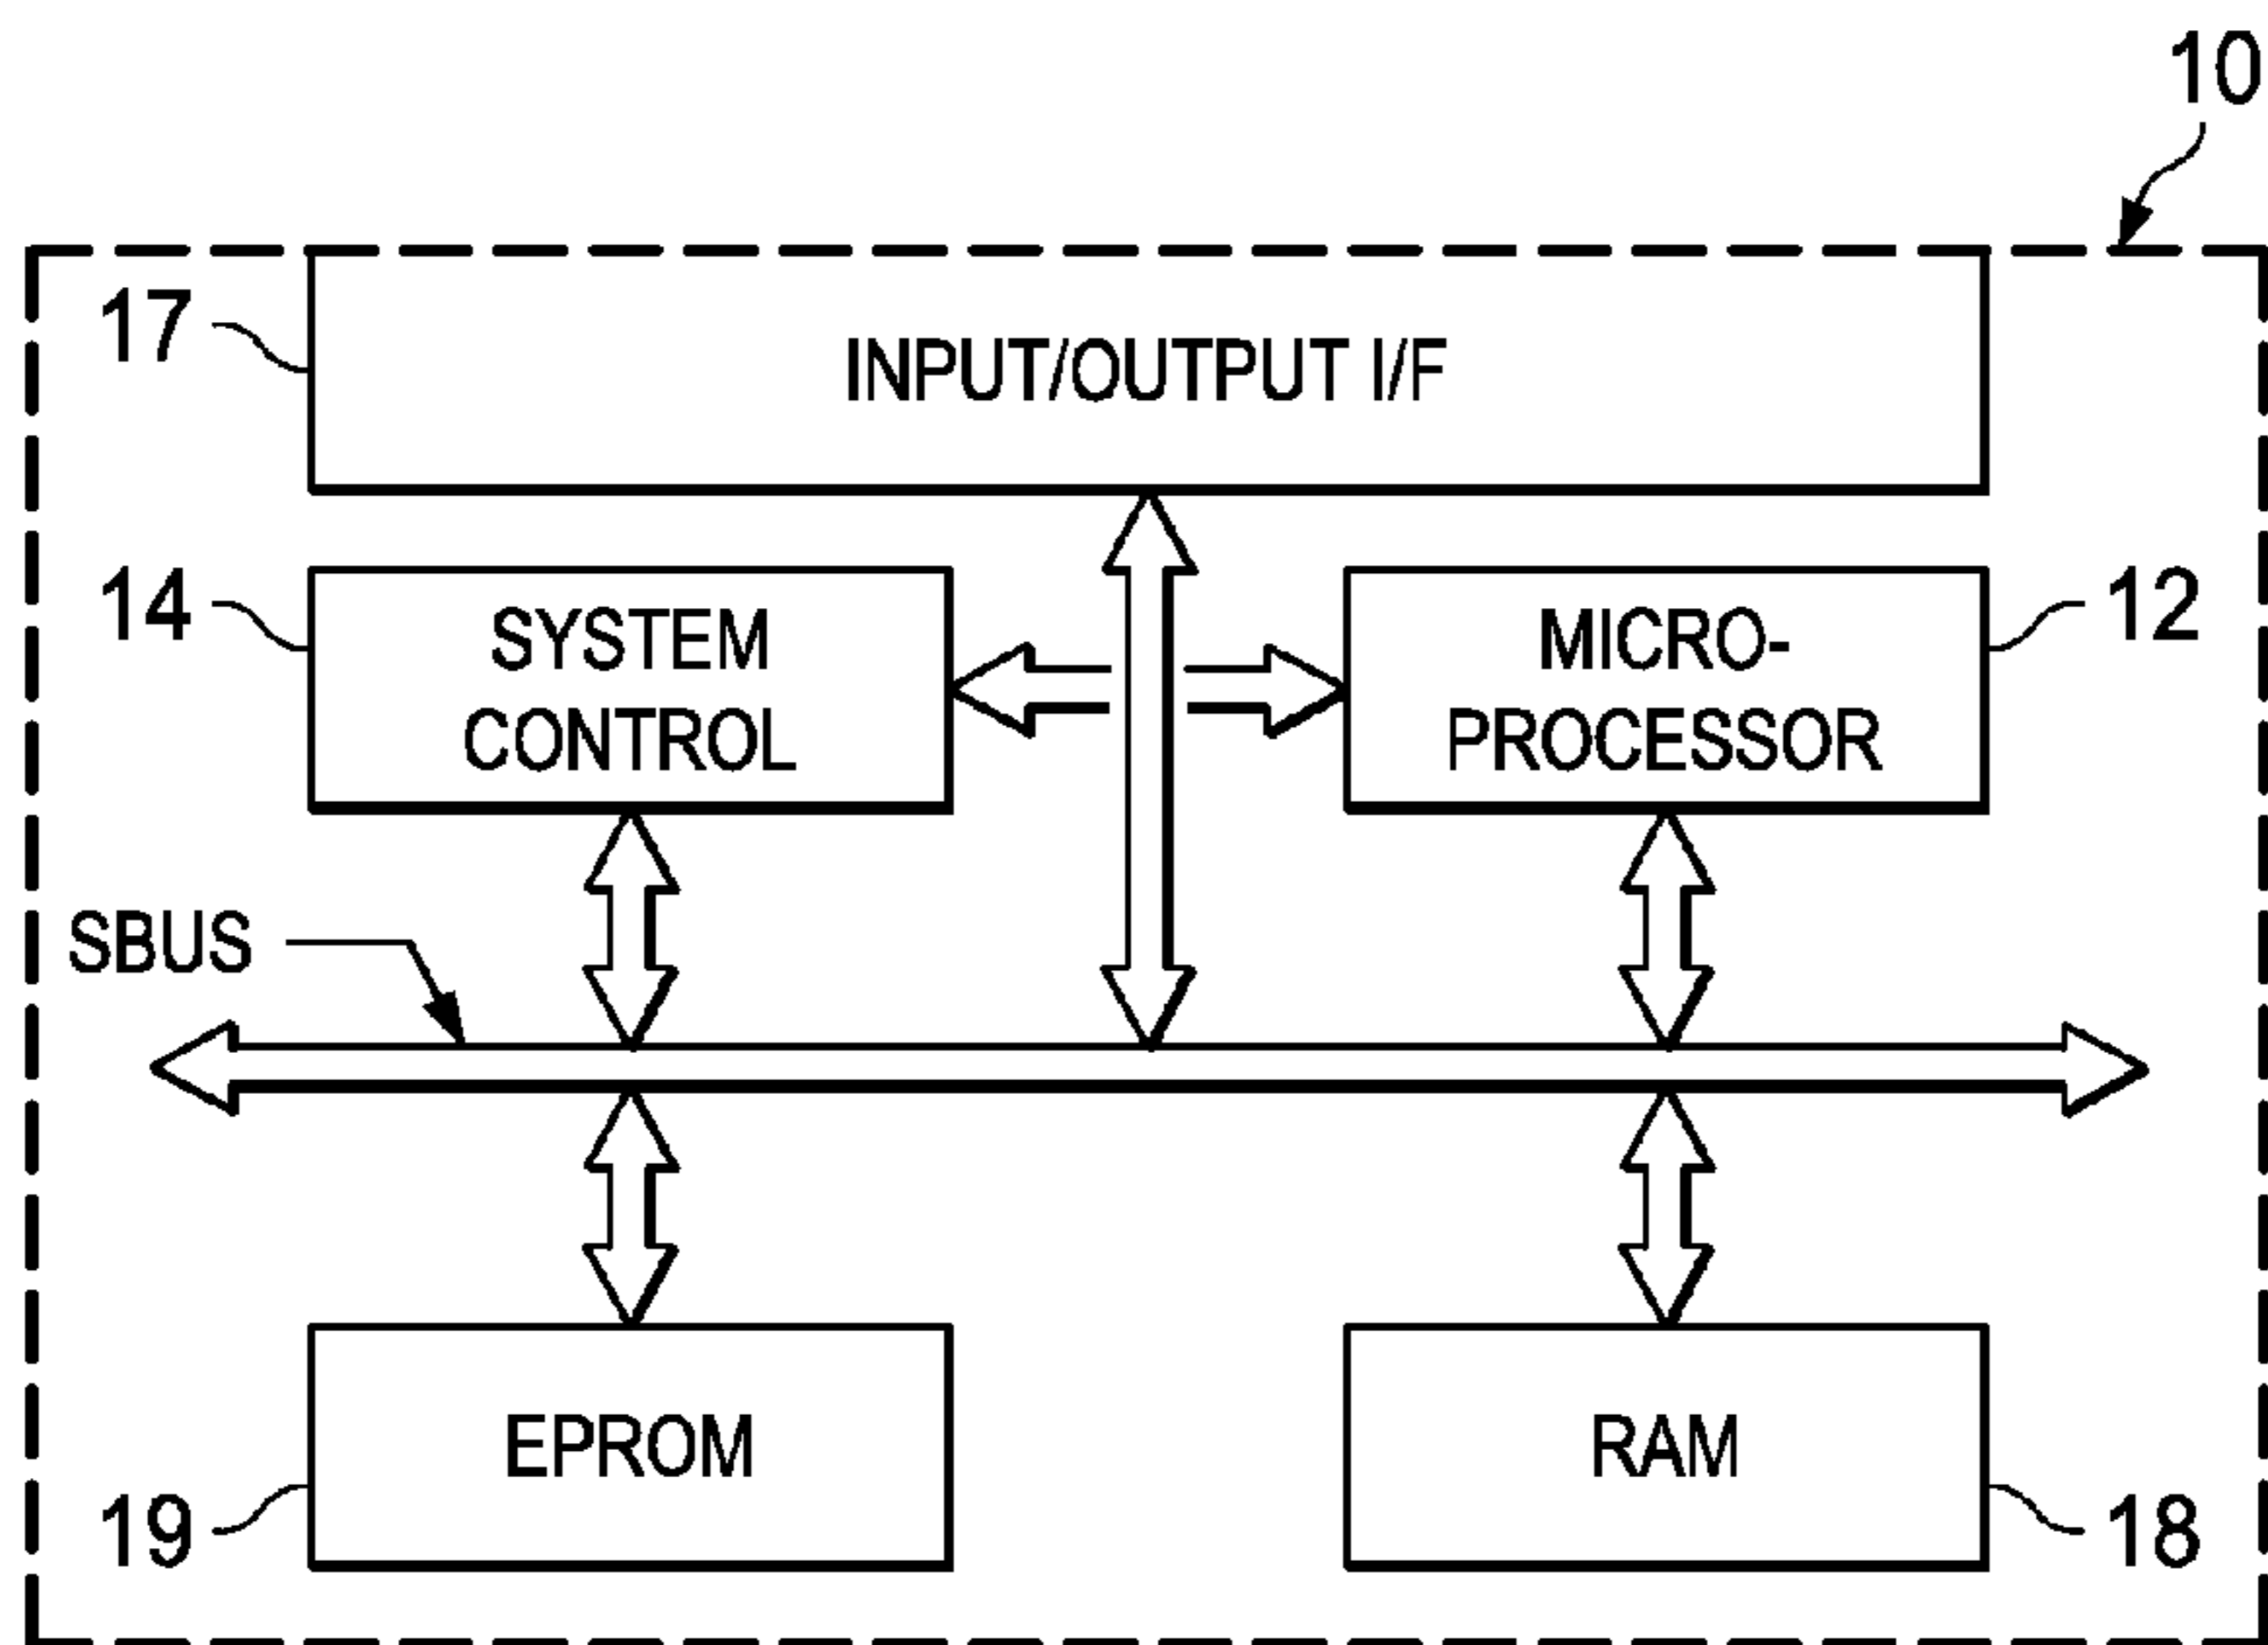 10
17
INPUT/OUTPUT I/F
14
SYSTEM
CONTROL
MICRO-
PROCESSOR
12
SBUS
EPROM
RAM
19
18